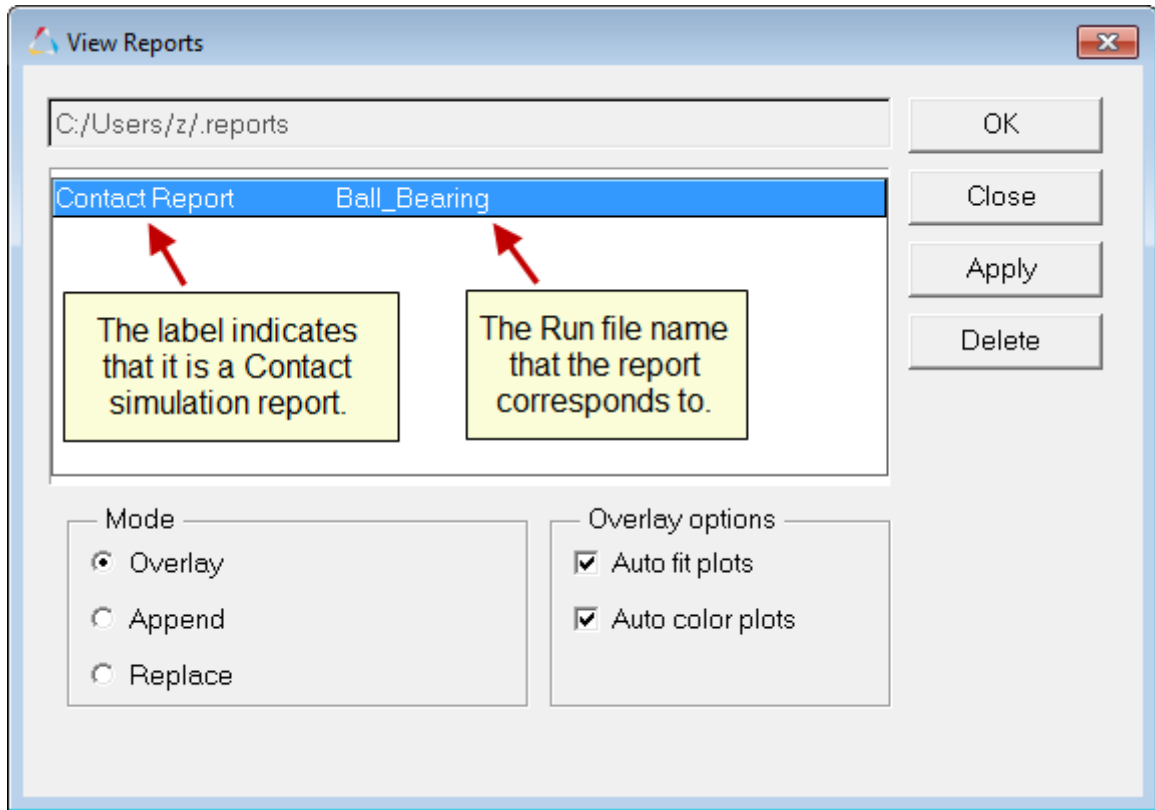 View Reports
C:/Users/z/.reports
OK
Contact Report Ball_Bearing
Close
Apply
Delete
The label indicates
that it is a Contact
simulation report.
The Run file name
that the report
corresponds to.
Mode
Overlay
Append
Replace
Overlay options
Auto fit plots
Auto color plots